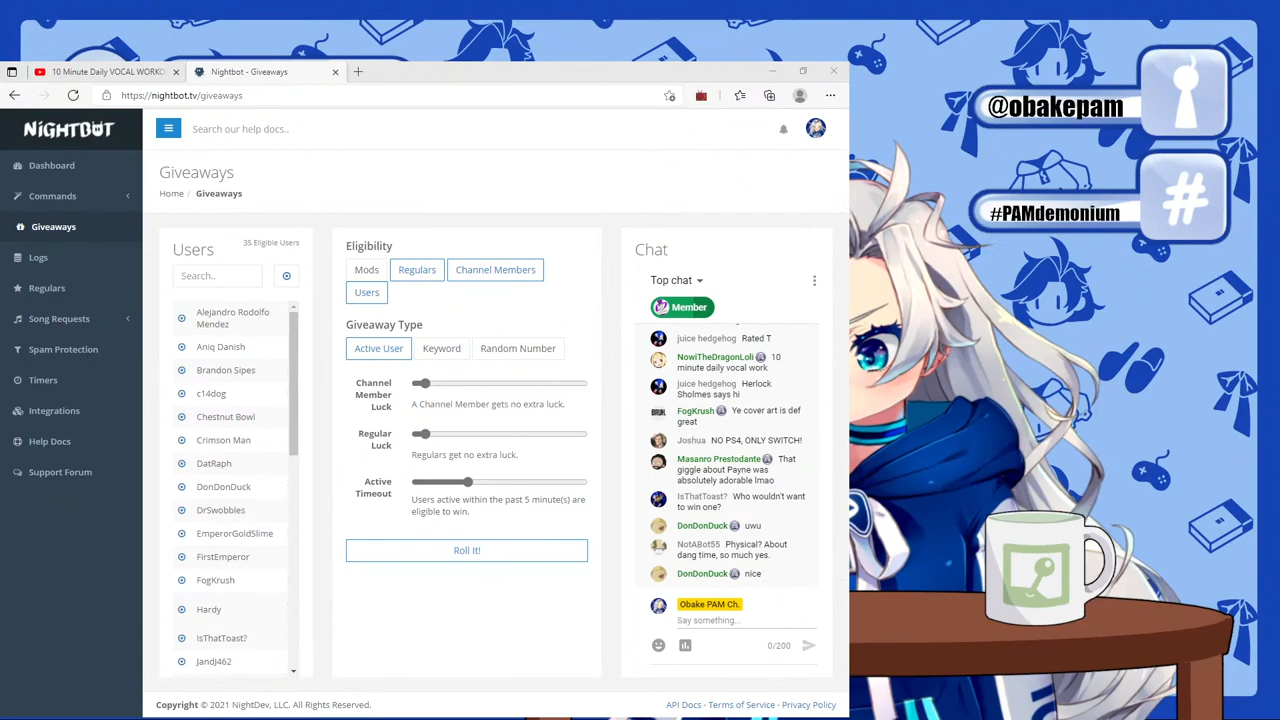 10 Minute Daily VOCAL WORKO
Nightbot - Giveaways
https://nightbot.tv/giveaways
NIGHTBOT
Search our help docs..
Dashboard
Commands
Giveaways
Logs
Regulars
Song Requests
Spam Protection
Timers
Integrations
Help Docs
Support Forum
Giveaways
Home / Giveaways
Users
35 Eligible Users
Search..
Alejandro Rodolfo
Mendez
Aniq Danish
Brandon Sipes
c14dog
Chestnut Bowl
Crimson Man
DatRaph
DonDonDuck
DrSwobbles
EmperorGoldSlime
FirstEmperor
FogKrush
Hardy
IsThatToast?
JandJ462
Eligibility
Mods
Regulars
Channel Members
Users
Giveaway Type
Active User
Keyword
Random Number
Channel
Member
Luck
A Channel Member gets no extra luck.
Regular
Luck
Regulars get no extra luck.
Active
Timeout
Users active within the past 5 minute(s) are
eligible to win.
Roll It!
Chat
Top chat
Member
juice hedgehog Rated T
NowiTheDragonLoli 10
minute daily vocal work
juice hedgehog Herlock
Sholmes says hi
FogKrush Ye cover art is def
great
Joshua NO PS4, ONLY SWITCH!
Masanro Prestodante That
giggle about Payne was
absolutely adorable lmao
IsThatToast? Who wouldn't want
to win one?
DonDonDuck uwu
NotABot55 Physical? About
dang time, so much yes.
DonDonDuck nice
Obake PAM Ch.
Say something...
0/200
Copyright © 2021 NightDev, LLC. All Rights Reserved.
API Docs · Terms of Service · Privacy Policy
@obakepam
#
#PAMdemonium